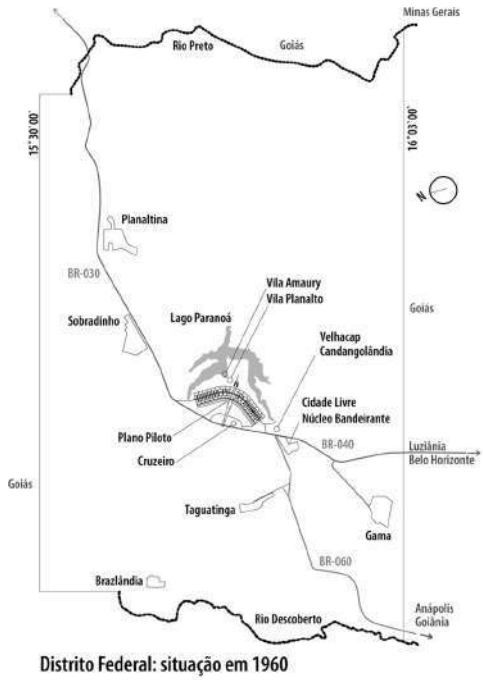 Minas Gerais
Rio Preto
Goiás
15°30'00"
16°03'00"
N
Planaltina
BR-030
Vila Amaury
Vila Planalto
Goiás
Sobradinho
Lago Paranoá
Velhacap
Candangolândia
Cidade Livre
Núcleo Bandeirante
Plano Piloto
BR-040
Luziânia
Belo Horizonte
Cruzeiro
Goiás
Taguatinga
Gama
BR-060
Brazlândia
Rio Descoberto
Anápolis
Goiânia
Distrito Federal: situação em 1960